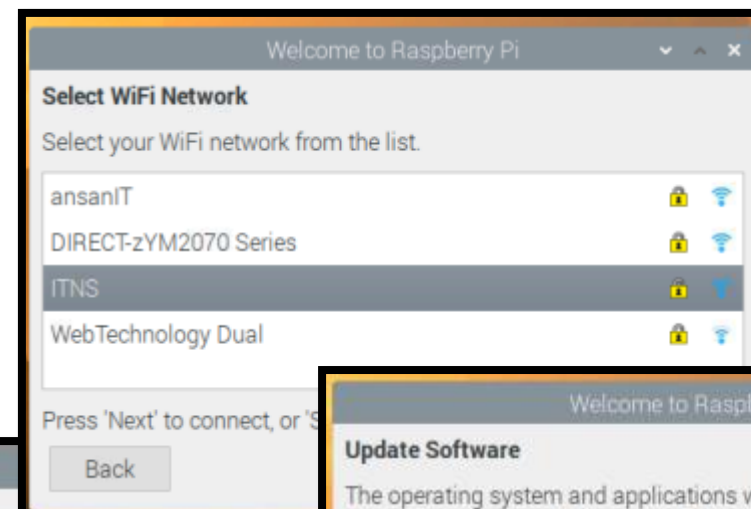 Welcome to Raspberry Pi
Select WiFi Network
Select your WiFi network from the list.
ansanIT
DIRECT-zYM2070 Series
ITNS
WebTechnology Dual
Press 'Next' to connect, or
Back
Welcome to
Update Software
The operating system and applications